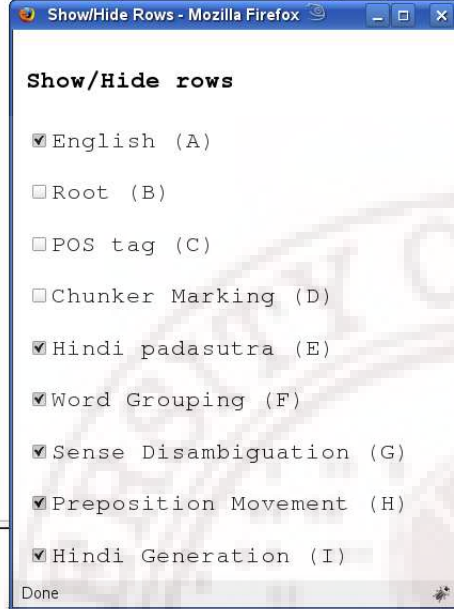 Show/Hide Rows - Mozilla Firefox
Show/Hide rows
English (A)
Root (B)
POS tag (C)
Chunker Marking (D)
Hindi padasutra (E)
Word Grouping (F)
Sense Disambiguation (G)
Preposition Movement (H)
Hindi Generation (I)
Done